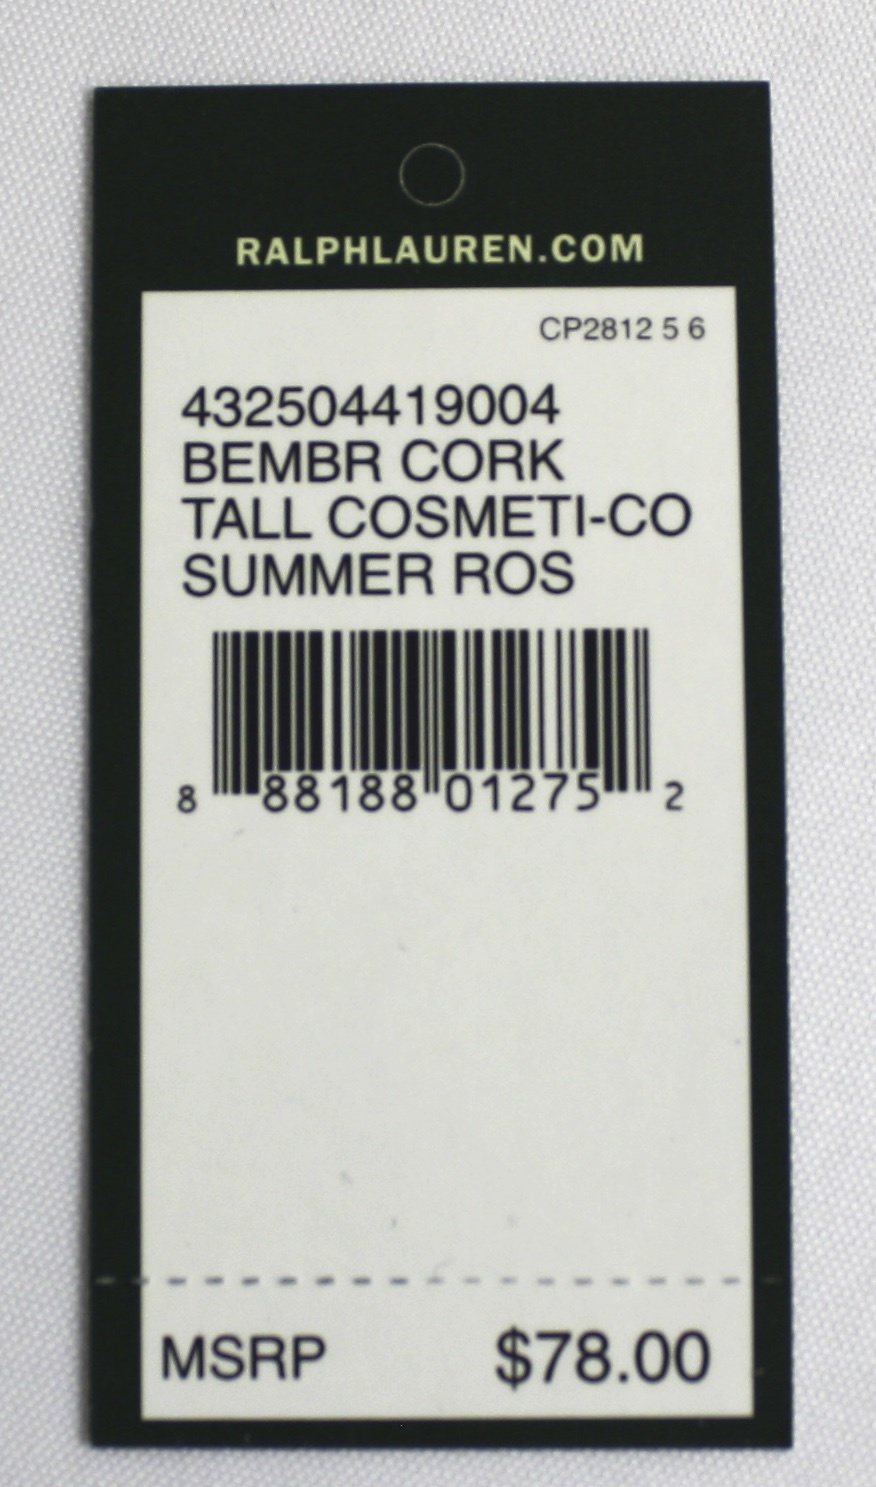 RALPHLAUREN.COM
CP2812 5 6
432504419004
BEMBR CORK
TALL COSMETI-CO
SUMMER ROS
8 88188 01275 2
MSRP $78.00